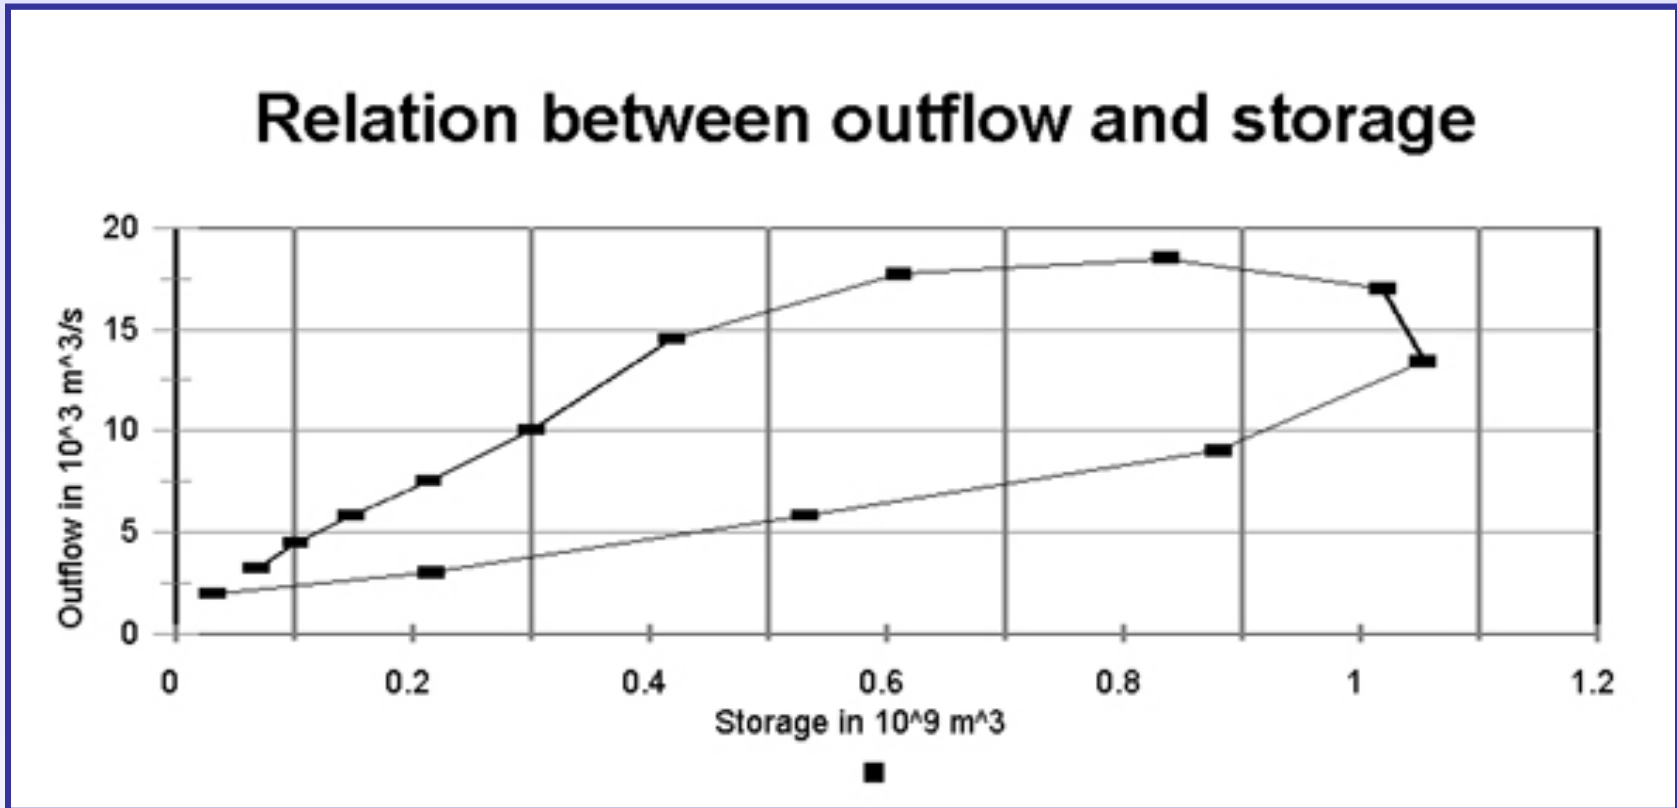 Relation between outflow and storage
Outflow in 10^3 m^3/s
20
15
10
5
0
0 0.2 0.4 0.6 0.8 1 1.2
Storage in 10^9 m^3